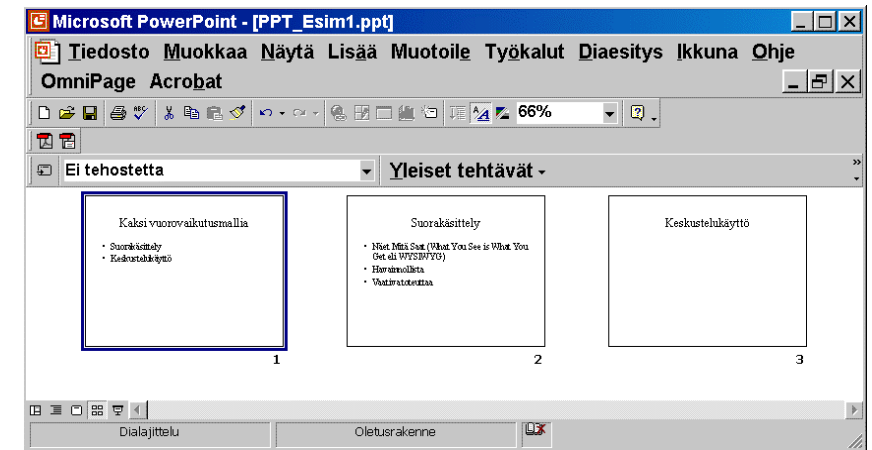 Microsoft PowerPoint - [PPT_Esim1.ppt]
Tiedosto Muokkaa Näytä Lisää Muotoile Työkalut Diaesitys Ikkuna Ohje
OmniPage Acrobat
66%
Ei tehostetta
Yleiset tehtävät
Kaksi vuorovaikutusmallia
• Suorakäsittely
• Keskustelukäyttö
1
Suorakäsittely
• Näet Mitä Saat (What You See is What You
Get eli WYSIWYG)
• Havainnollista
• Vaativa toteuttaa
2
Keskustelukäyttö
3
Dialajittelu
Oletusrakenne